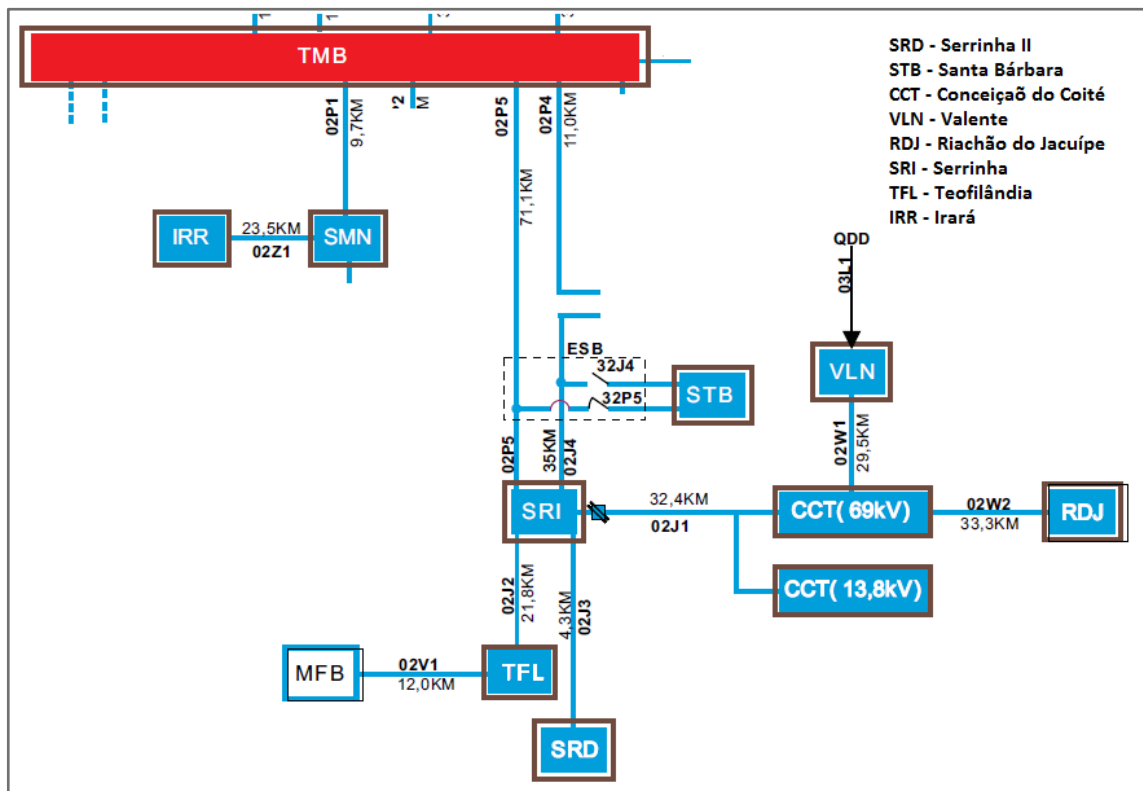 TMB
SRD - Serrinha II
STB - Santa Bárbara
CCT - Conceiçaõ do Coité
VLN - Valente
RDJ - Riachão do Jacuípe
SRI - Serrinha
TFL - Teofilândia
IRR - Irará
02P1
9,7KM
02P5
71,1KM
02P4
11,0KM
IRR
23,5KM
02Z1
SMN
QDD
03L1
VLN
ESB
32J4
32P5
STB
02W1
29,5KM
02P5
35KM
02J4
SRI
32,4KM
02J1
CCT( 69kV)
02W2
33,3KM
RDJ
CCT( 13,8kV)
02J2
21,8KM
4,3KM
02J3
MFB
02V1
12,0KM
TFL
SRD